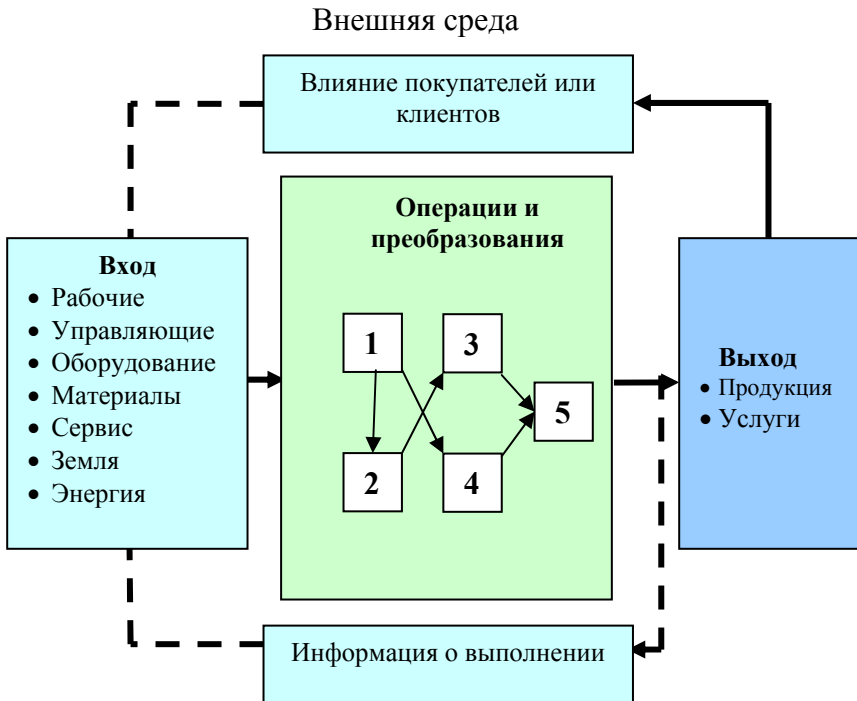 Внешняя среда
Влияние покупателей или
клиентов
Операции и
преобразования
Вход
• Рабочие
• Управляющие
• Оборудование
• Материалы
• Сервис
• Земля
• Энергия
1
3
5
2
4
Выход
• Продукция
• Услуги
Информация о выполнении